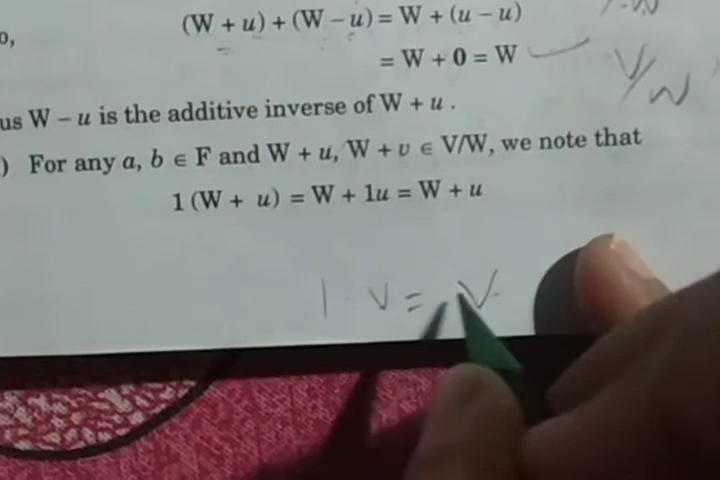 o,
(W + u) + (W – u) = W + (u – u)
= W + 0 = W
V/W
us W – u is the additive inverse of W + u .
) For any a, b ∈ F and W + u, W + υ ∈ V/W, we note that
1 (W + u) = W + 1u = W + u
1 · V = V